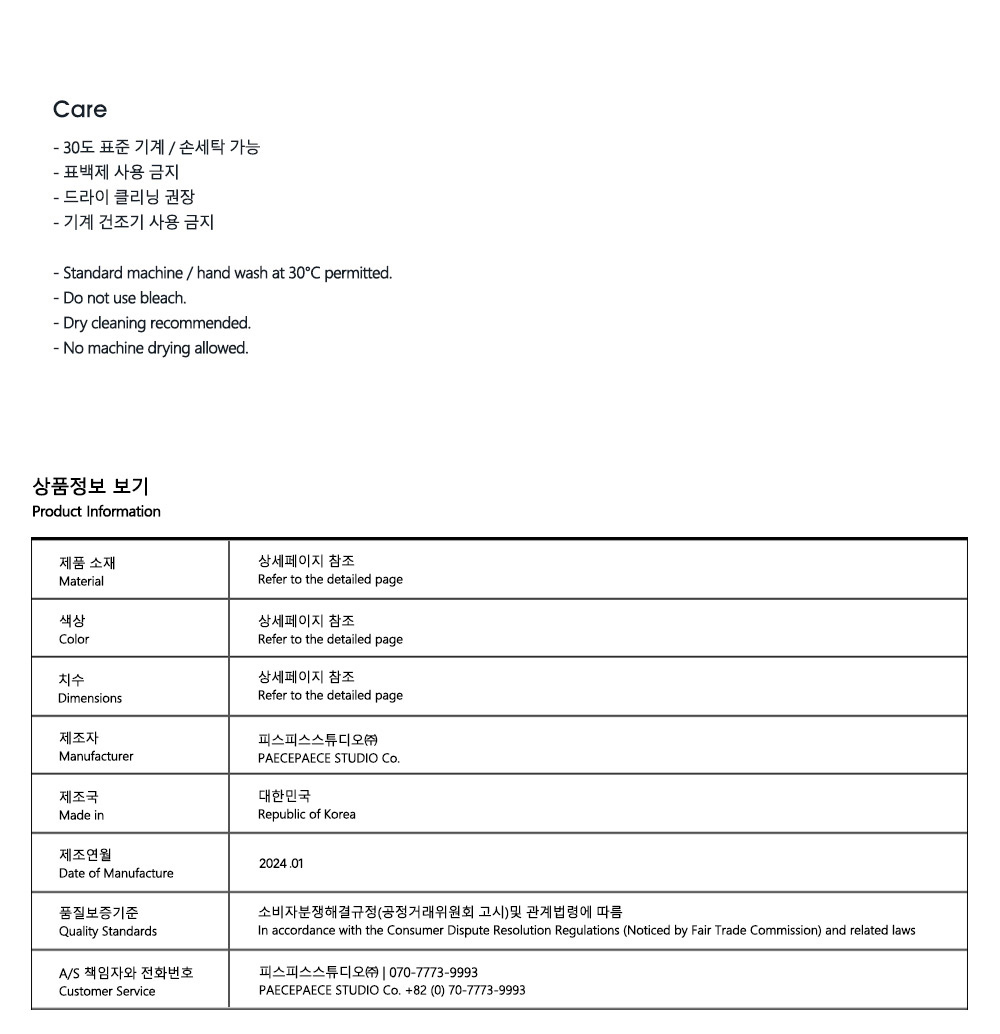 Care
- 30도 표준 기계 / 손세탁 가능
- 표백제 사용 금지
- 드라이 클리닝 권장
- 기계 건조기 사용 금지
- Standard machine / hand wash at 30°C permitted.
- Do not use bleach.
- Dry cleaning recommended.
- No machine drying allowed.
상품정보 보기
Product Information
제품 소재
Material
상세페이지 참조
Refer to the detailed page
색상
Color
상세페이지 참조
Refer to the detailed page
치수
Dimensions
상세페이지 참조
Refer to the detailed page
제조자
Manufacturer
피스피스스튜디오㈜
PAECEPAECE STUDIO Co.
제조국
Made in
대한민국
Republic of Korea
제조연월
Date of Manufacture
2024 .01
품질보증기준
Quality Standards
소비자분쟁해결규정(공정거래위원회 고시)및 관계법령에 따름
In accordance with the Consumer Dispute Resolution Regulations (Noticed by Fair Trade Commission) and related laws
A/S 책임자와 전화번호
Customer Service
피스피스스튜디오㈜ | 070-7773-9993
PAECEPAECE STUDIO Co. +82 (0) 70-7773-9993